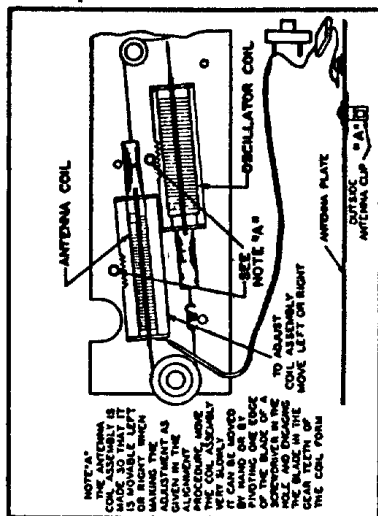 ANTENNA COIL
OSCILLATOR COIL
SEE
NOTE "A"
TO ADJUST
COIL ASSEMBLY
MOVE LEFT OR RIGHT
ANTENNA PLATE
OUTSIDE
ANTENNA CLIP
"A"
NOTE "A"
THE ANTENNA
COIL ASSEMBLY IS
MADE SO THAT IT
IS MOVABLE LEFT
OR RIGHT WHEN
MAKING THE
ADJUSTMENT AS
GIVEN IN THE
ALIGNMENT
PROCEDURE MOVE
THE COIL ASSEMBLY
VERY SLOWLY
IT CAN BE MOVED
BY HAND OR BY
PIVOTING ONE EDGE
OF THE BLADE OF A
SCREWDRIVER IN THE
HOLE AND ENGAGING
THE BLADE IN THE
GEAR TEETH OF
THE COIL FORM